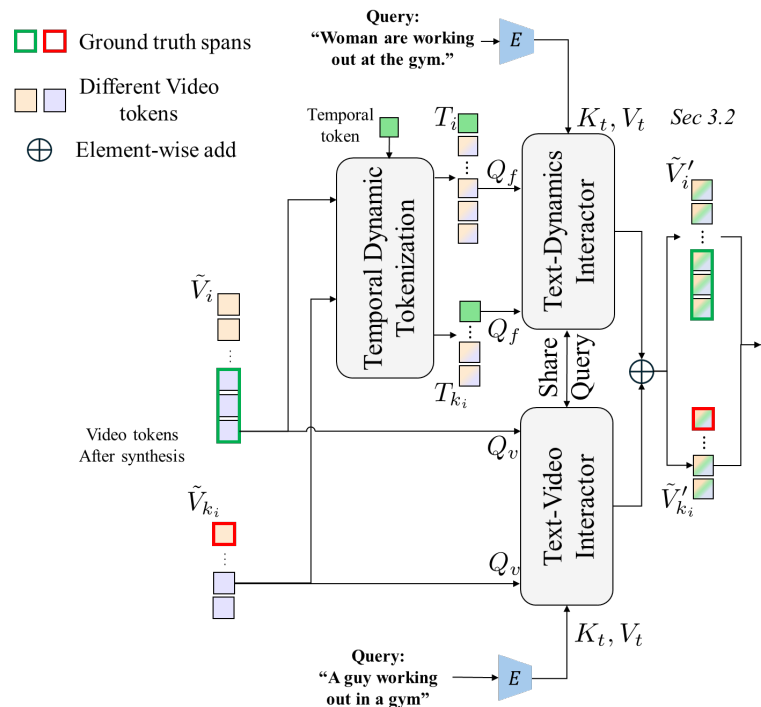 Query:
“Woman are working
out at the gym.”
E
Ground truth spans
Different Video
tokens
Element-wise add
Temporal
token
T_i
K_t, V_t
Sec 3.2
Q_f
Ṽ'_i
Temporal Dynamic
Tokenization
Text-Dynamics
Interactor
Ṽ_i
Q_f
T_{k_i}
Share
Query
Video tokens
After synthesis
Q_v
Ṽ_{k_i}
Text-Video
Interactor
Ṽ'_{k_i}
Q_v
K_t, V_t
Query:
“A guy working
out in a gym”
E